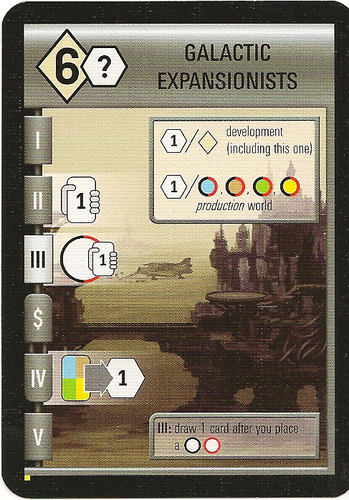 6 ?
GALACTIC
EXPANSIONISTS
I
1/ development
(including this one)
1/ , , ,
production world
II 1
III 1
$
IV 1
V
III: draw 1 card after you place
a